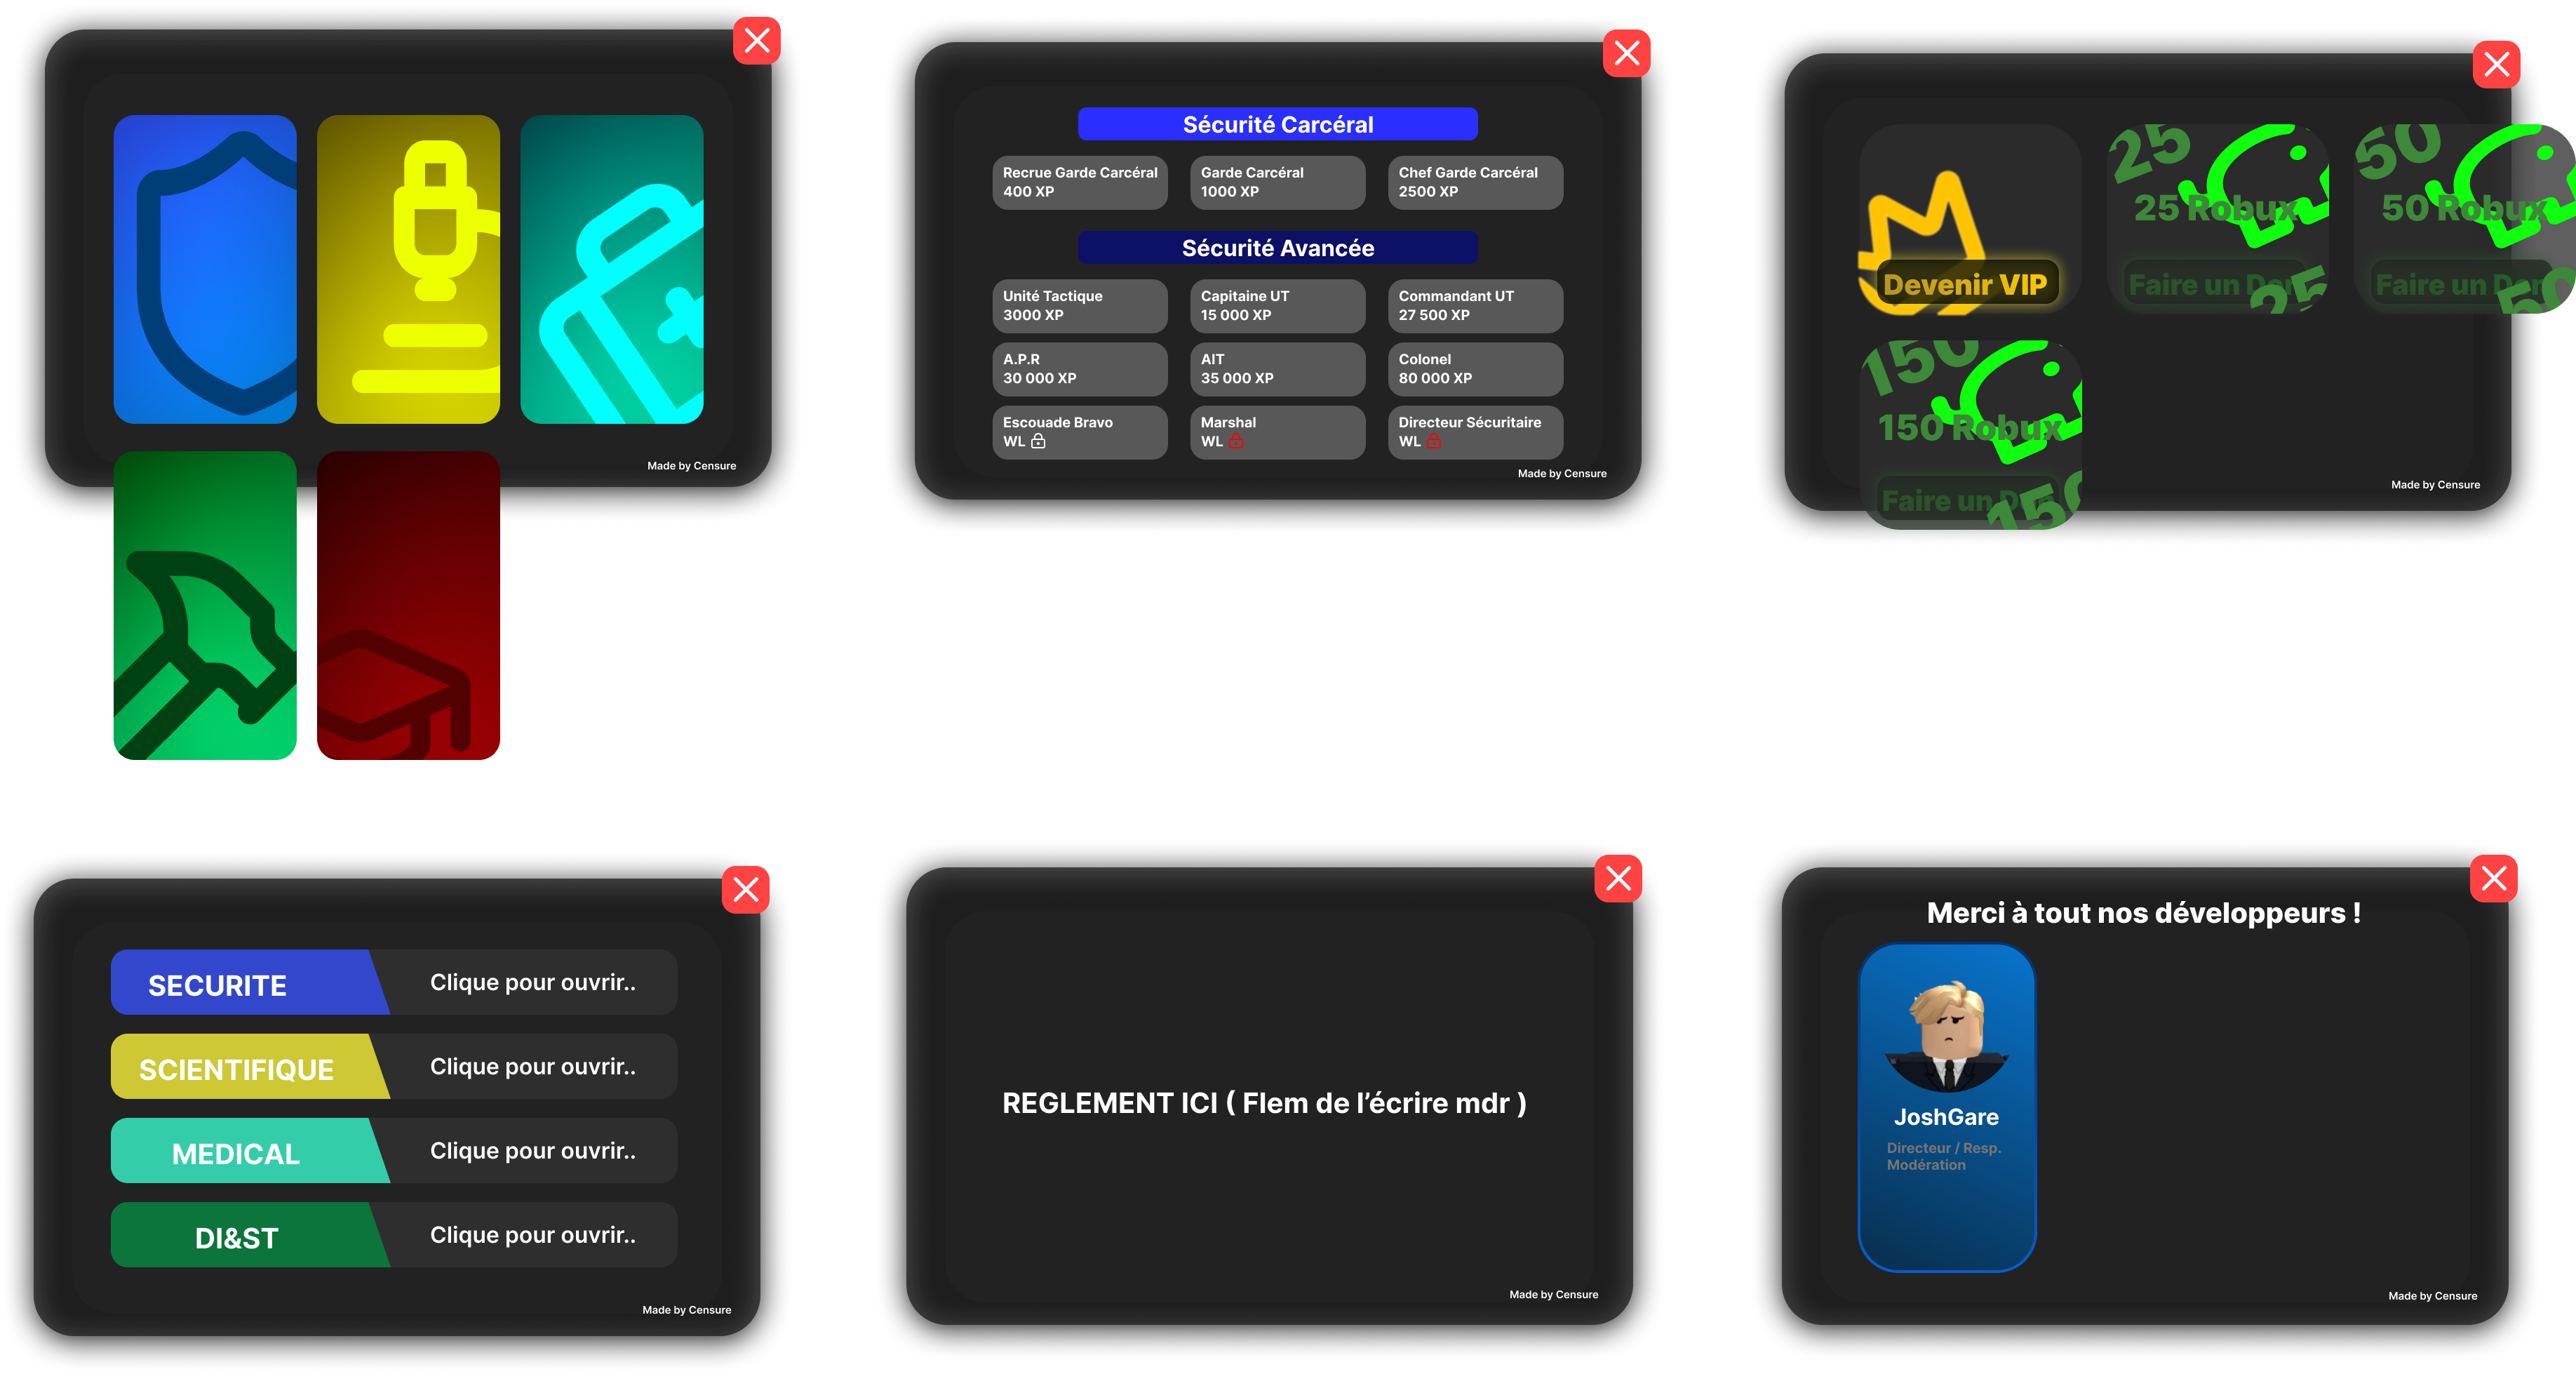 Made by Censure
Sécurité Carcéral
Recrue Garde Carcéral
400 XP
Garde Carcéral
1000 XP
Chef Garde Carcéral
2500 XP
Sécurité Avancée
Unité Tactique
3000 XP
Capitaine UT
15 000 XP
Commandant UT
27 500 XP
A.P.R
30 000 XP
AIT
35 000 XP
Colonel
80 000 XP
Escouade Bravo
WL
Marshal
WL
Directeur Sécuritaire
WL
Made by Censure
Devenir VIP
25
25 Robux
Faire un Don
25
50
50 Robux
Faire un Don
50
150
150 Robux
Faire un Don
150
Made by Censure
SECURITE
Clique pour ouvrir..
SCIENTIFIQUE
Clique pour ouvrir..
MEDICAL
Clique pour ouvrir..
DI&ST
Clique pour ouvrir..
Made by Censure
REGLEMENT ICI ( Flem de l’écrire mdr )
Made by Censure
Merci à tout nos développeurs !
JoshGare
Directeur / Resp.
Modération
Made by Censure